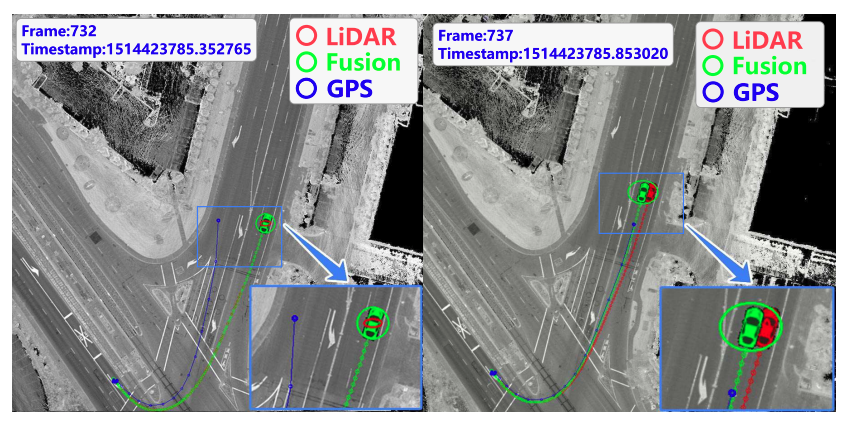 Frame:732
Timestamp:1514423785.352765
LiDAR
Fusion
GPS
Frame:737
Timestamp:1514423785.853020
LiDAR
Fusion
GPS